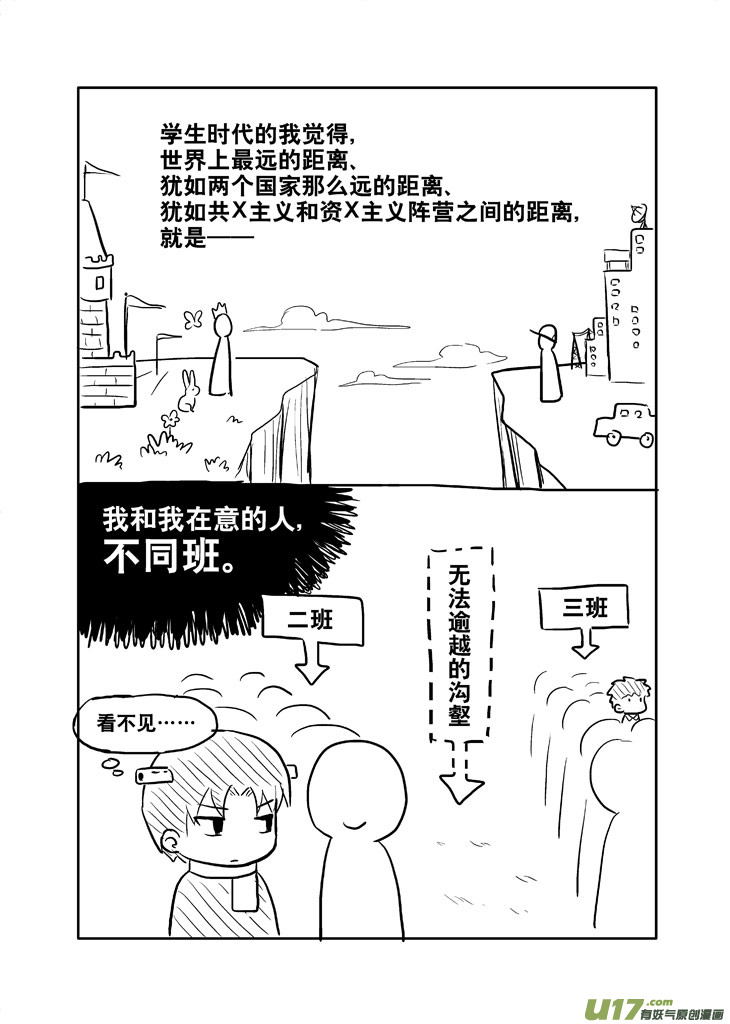 学生时代的我觉得，
世界上最远的距离、
犹如两个国家那么远的距离、
犹如共X主义和资X主义阵营之间的距离，
就是——
我和我在意的人，
不同班。
二班
无法逾越的沟壑
三班
看不见……
U17.com
有妖气原创漫画